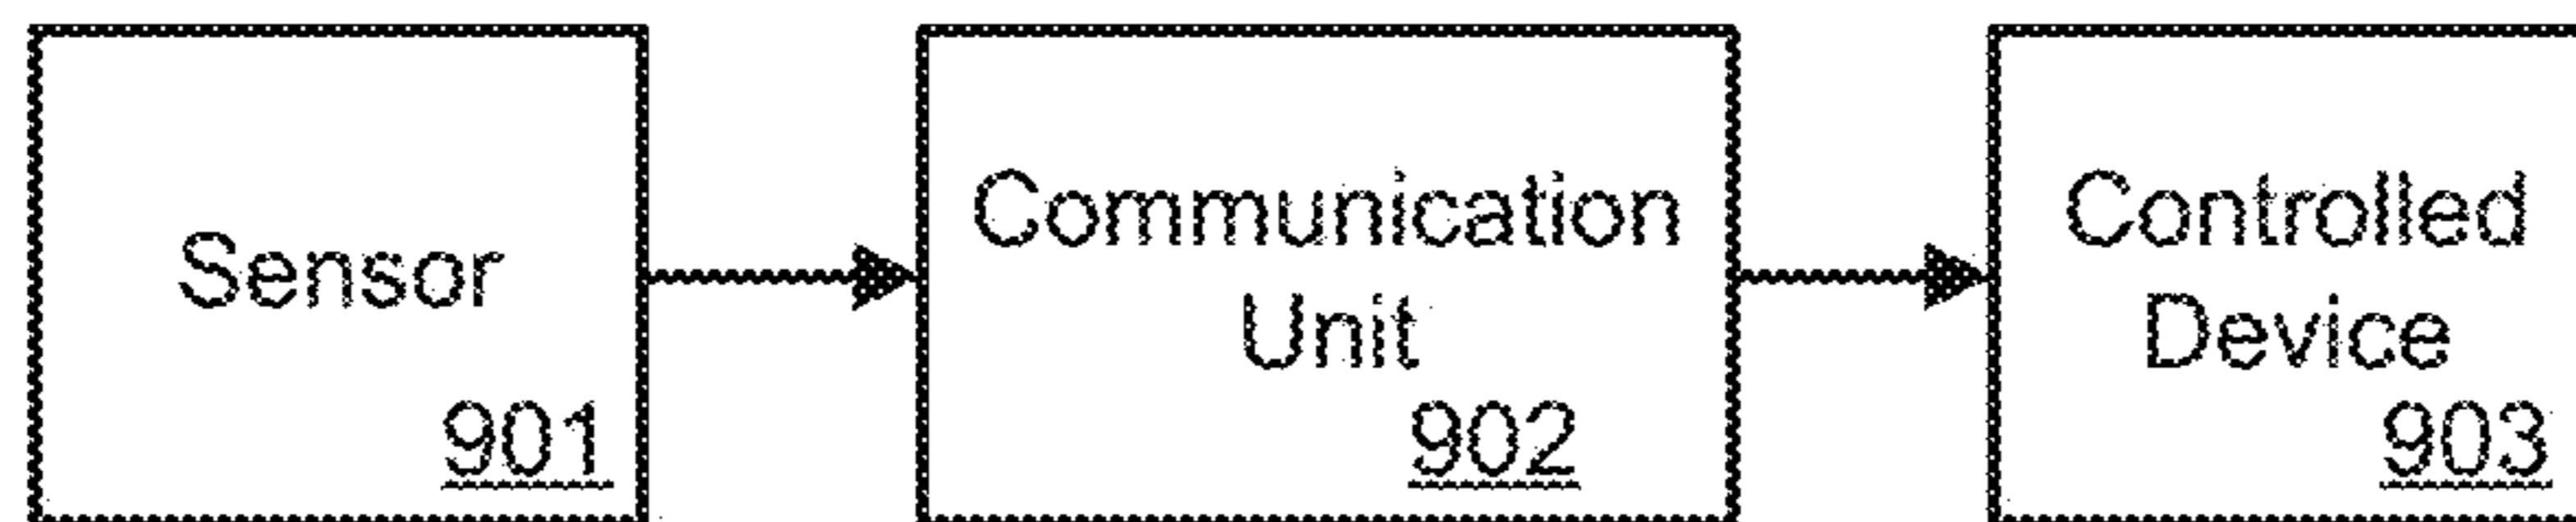 Sensor
901
Communication
Unit
902
Controlled
Device
903